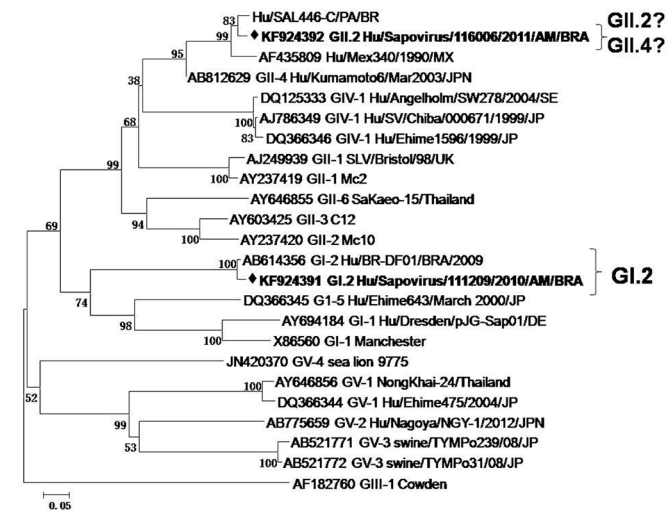 Hu/SAL446-C/PA/BR
83
GII.2?
KF924392 GII.2 Hu/Sapovirus/116006/2011/AM/BRA
99
GII.4?
AF435809 Hu/Mex340/1990/MX
95
AB812629 GII-4 Hu/Kumamoto6/Mar2003/JPN
38
DQ125333 GIV-1 Hu/Angelholm/SW278/2004/SE
AJ786349 GIV-1 Hu/SV/Chiba/000671/1999/JP
100
68
DQ366346 GIV-1 Hu/Ehime1596/1999/JP
83
AJ249939 GII-1 SLV/Bristol/98/UK
99
AY237419 GII-1 Mc2
100
AY646855 GII-6 SaKaeo-15/Thailand
AY603425 GII-3 C12
94
69
AY237420 GII-2 Mc10
100
AB614356 GI-2 Hu/BR-DF01/BRA/2009
100
KF924391 GI.2 Hu/Sapovirus/111209/2010/AM/BRA
GI.2
74
DQ366345 G1-5 Hu/Ehime643/March 2000/JP
AY694184 GI-1 Hu/Dresden/pJG-Sap01/DE
98
X86560 GI-1 Manchester
100
JN420370 GV-4 sea lion 9775
AY646856 GV-1 NongKhai-24/Thailand
100
52
DQ366344 GV-1 Hu/Ehime475/2004/JP
AB775659 GV-2 Hu/Nagoya/NGY-1/2012/JPN
99
AB521771 GV-3 swine/TYMPo239/08/JP
53
AB521772 GV-3 swine/TYMPo31/08/JP
100
AF182760 GIII-1 Cowden
0.05